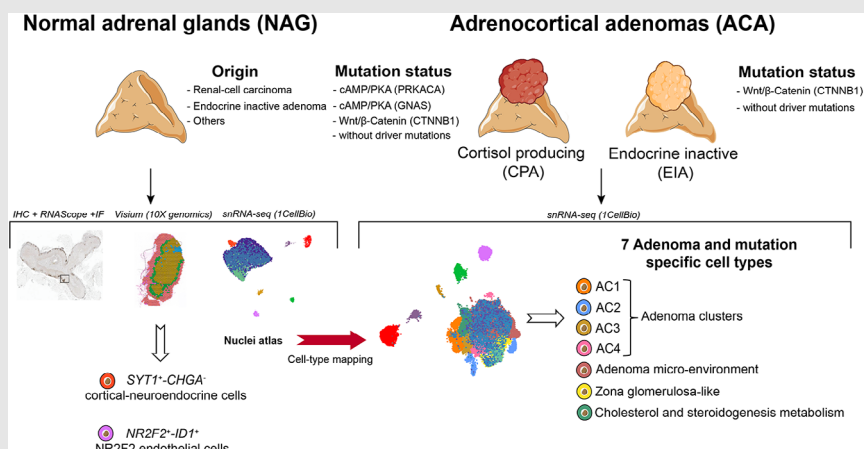 Normal adrenal glands (NAG)
Adrenocortical adenomas (ACA)
Origin
- Renal-cell carcinoma
- Endocrine inactive adenoma
- Others
Mutation status
- cAMP/PKA (PRKACA)
- cAMP/PKA (GNAS)
- Wnt/β-Catenin (CTNNB1)
- without driver mutations
Cortisol producing
(CPA)
Endocrine inactive
(EIA)
Mutation status
- Wnt/β-Catenin (CTNNB1)
- without driver mutations
IHC + RNAScope +IF
Visium (10X genomics)
snRNA-seq (1CellBio)
snRNA-seq (1CellBio)
7 Adenoma and mutation
specific cell types
AC1
AC2
AC3
AC4
Adenoma clusters
Adenoma micro-environment
Zona glomerulosa-like
Cholesterol and steroidogenesis metabolism
Nuclei atlas
Cell-type mapping
SYT1⁺-CHGA⁻
cortical-neuroendocrine cells
NR2F2⁺-ID1⁺
NR2F2 endothelial cells